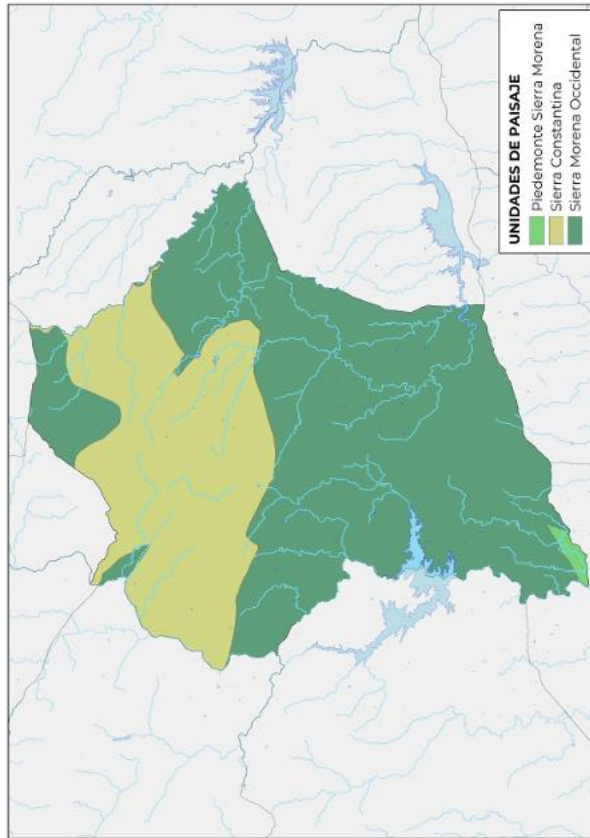 UNIDADES DE PAISAJE
Piedemonte Sierra Morena
Sierra Constantina
Sierra Morena Occidental